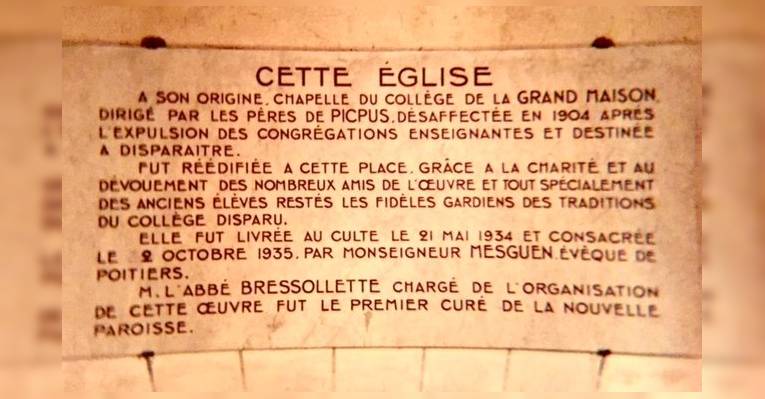 CETTE ÉGLISE
A SON ORIGINE, CHAPELLE DU COLLÈGE DE LA GRAND MAISON,
DIRIGÉ PAR LES PÈRES DE PICPUS, DÉSAFFECTÉE EN 1904 APRÈS
L'EXPULSION DES CONGRÉGATIONS ENSEIGNANTES ET DESTINÉE
A DISPARAITRE.
FUT RÉÉDIFIÉE A CETTE PLACE, GRÂCE A LA CHARITÉ ET AU
DÉVOUEMENT DES NOMBREUX AMIS DE L'ŒUVRE ET TOUT SPÉCIALEMENT
DES ANCIENS ÉLÈVES RESTÉS LES FIDÈLES GARDIENS DES TRADITIONS
DU COLLÈGE DISPARU.
ELLE FUT LIVRÉE AU CULTE LE 21 MAI 1934 ET CONSACRÉE
LE 2 OCTOBRE 1935, PAR MONSEIGNEUR MESGUEN, ÉVÊQUE DE
POITIERS.
M. L'ABBÉ BRESSOLLETTE CHARGÉ DE L'ORGANISATION
DE CETTE ŒUVRE FUT LE PREMIER CURÉ DE LA NOUVELLE
PAROISSE.